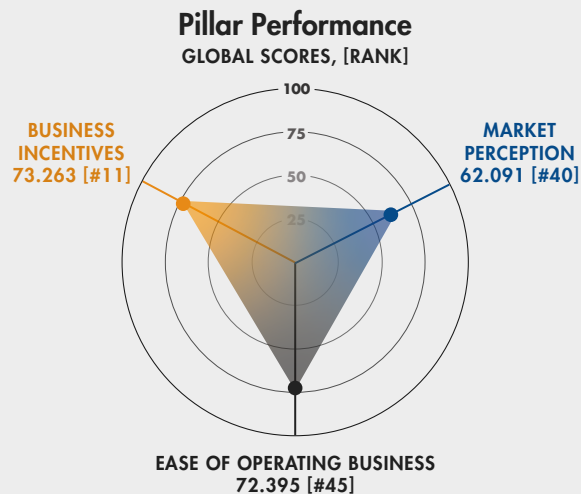 Pillar Performance
GLOBAL SCORES, [RANK]
100
75
50
25
BUSINESS
INCENTIVES
73.263 [#11]
MARKET
PERCEPTION
62.091 [#40]
EASE OF OPERATING BUSINESS
72.395 [#45]